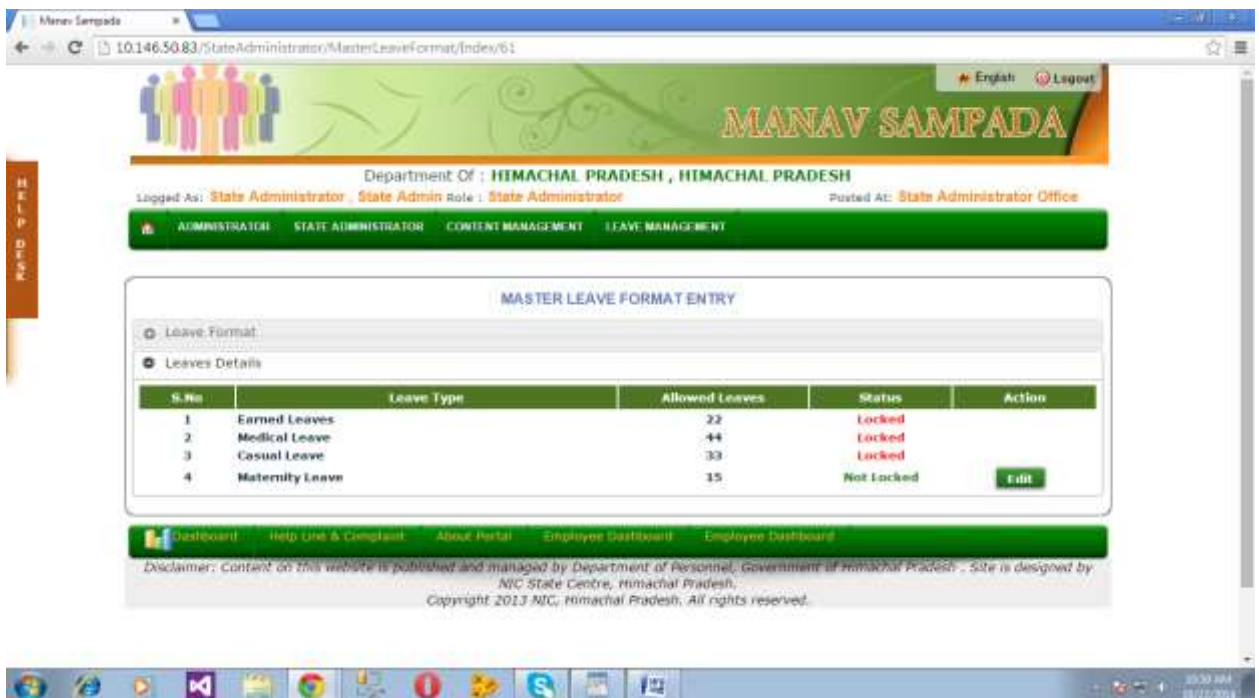 Manav Sampada
10.146.50.83/StateAdministrator/MasterLeaveFormat/Index/61
English Logout
MANAV SAMPADA
HELP DESK
Department Of : HIMACHAL PRADESH , HIMACHAL PRADESH
Logged As: State Administrator , State Admin Role : State Administrator Posted At: State Administrator Office
ADMINISTRATOR STATE ADMINISTRATOR CONTENT MANAGEMENT LEAVE MANAGEMENT
MASTER LEAVE FORMAT ENTRY
Leave Format
Leaves Details
S.No Leave Type Allowed Leaves Status Action
1 Earned Leaves 22 Locked
2 Medical Leave 44 Locked
3 Casual Leave 33 Locked
4 Maternity Leave 15 Not Locked Edit
Dashboard Help Line & Complaint About Portal Employee Dashboard Employee Dashboard
Disclaimer: Content on this website is published and managed by Department of Personnel, Government of Himachal Pradesh . Site is designed by
NIC State Centre, Himachal Pradesh.
Copyright 2013 NIC, Himachal Pradesh. All rights reserved.
10:30 AM